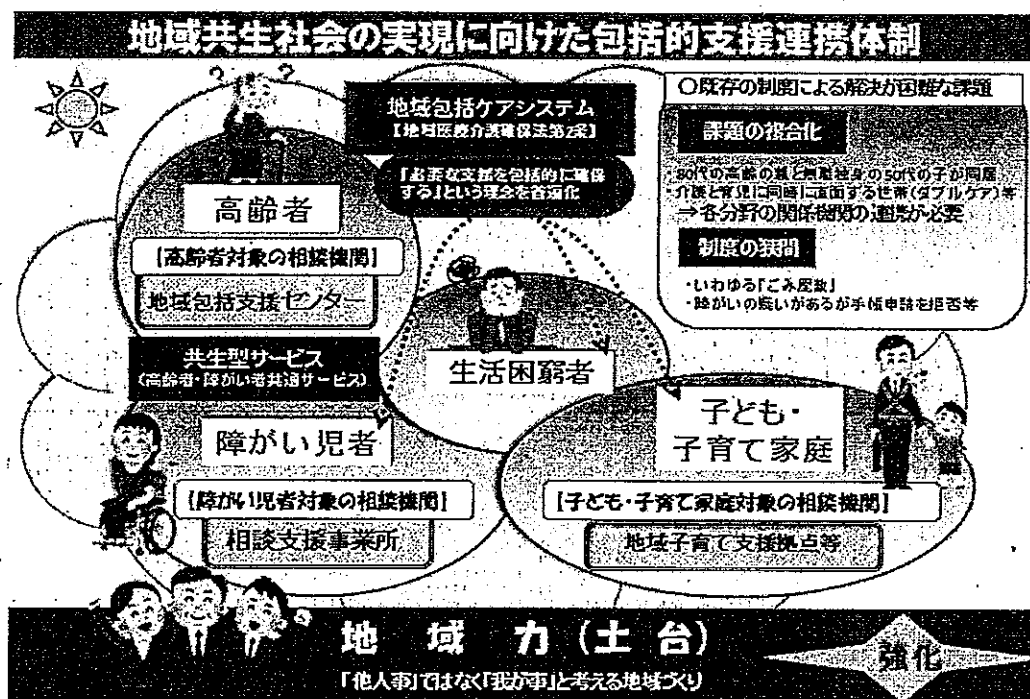 地域共生社会の実現に向けた包括的支援連携体制
? ?
地域包括ケアシステム
【地域医療介護確保法第2条】
「必要な支援を包括的に確保
する」という理念を普遍化
高齢者
【高齢者対象の相談機関】
地域包括支援センター
○既存の制度による解決が困難な課題
課題の複合化
・80代の高齢の親と無職独身の50代の子が同居
・介護と育児に同時に直面する世帯(ダブルケア)等
⇒各分野の関係機関の連携が必要
制度の狭間
・いわゆる「ごみ屋敷」
・障がいの疑いがあるが手帳申請を拒否等
共生型サービス
(高齢者・障がい者共通サービス)
生活困窮者
障がい児者
【障がい児者対象の相談機関】
相談支援事業所
子ども・
子育て家庭
【子ども・子育て家庭対象の相談機関】
地域子育て支援拠点等
地域力(土台)
「他人事」ではなく「我が事」と考える地域づくり
強化